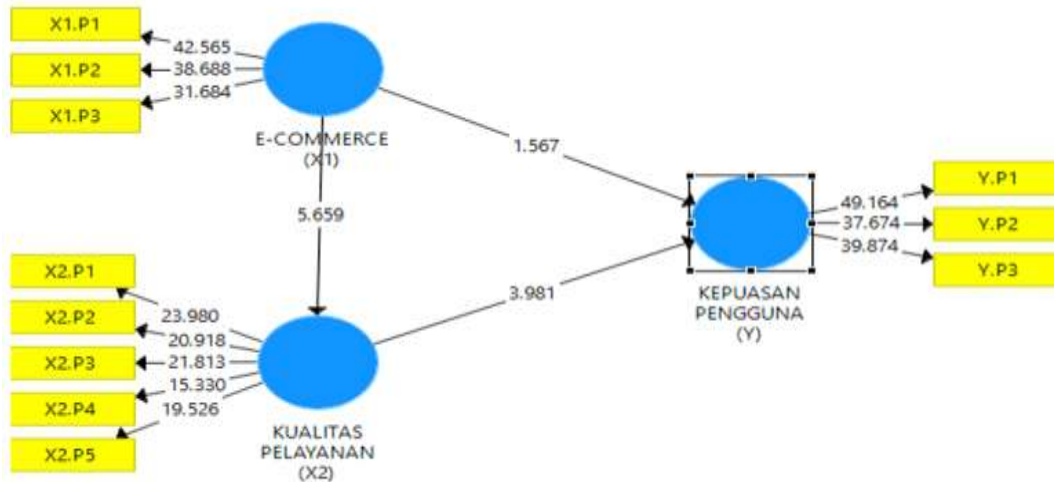 X1.P1
X1.P2
X1.P3
42.565
38.688
31.684
E-COMMERCE
(X1)
1.567
5.659
Y.P1
Y.P2
Y.P3
49.164
37.674
39.874
KEPUASAN
PENGGUNA
(Y)
3.981
X2.P1
X2.P2
X2.P3
X2.P4
X2.P5
23.980
20.918
21.813
15.330
19.526
KUALITAS
PELAYANAN
(X2)